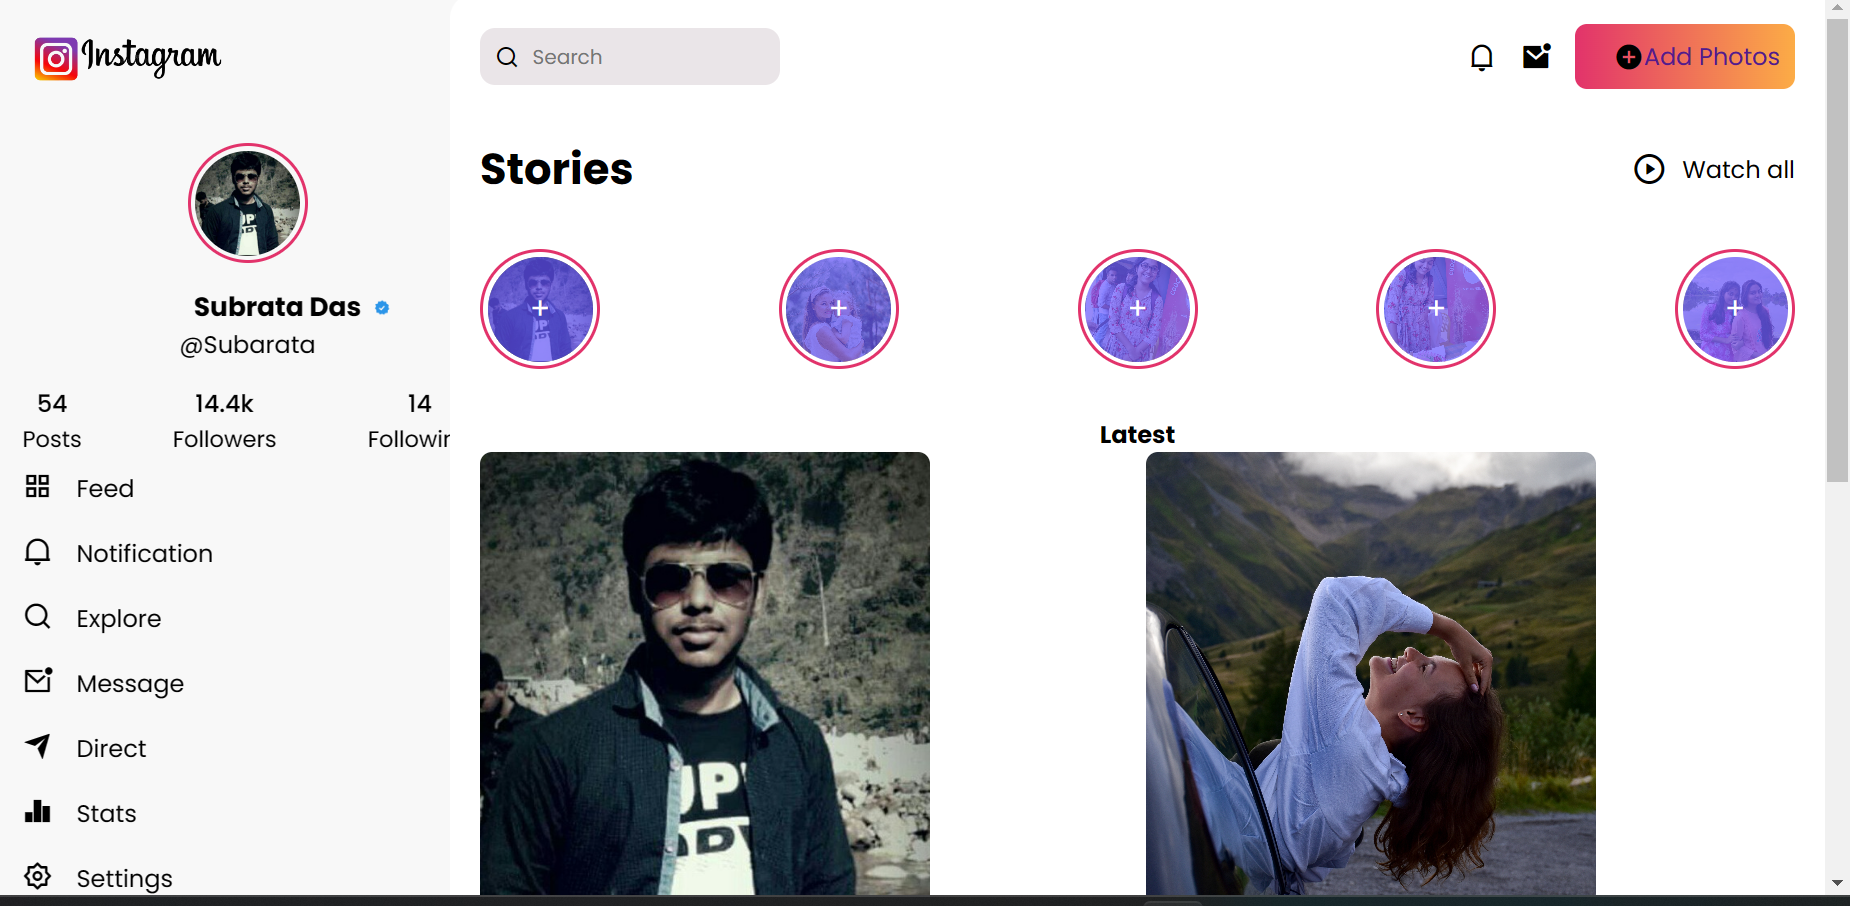 Instagram
Search
Add Photos
Stories
Watch all
Subrata Das
@Subarata
54
Posts
14.4k
Followers
14
Followin
Latest
Feed
Notification
Explore
Message
Direct
Stats
Settings